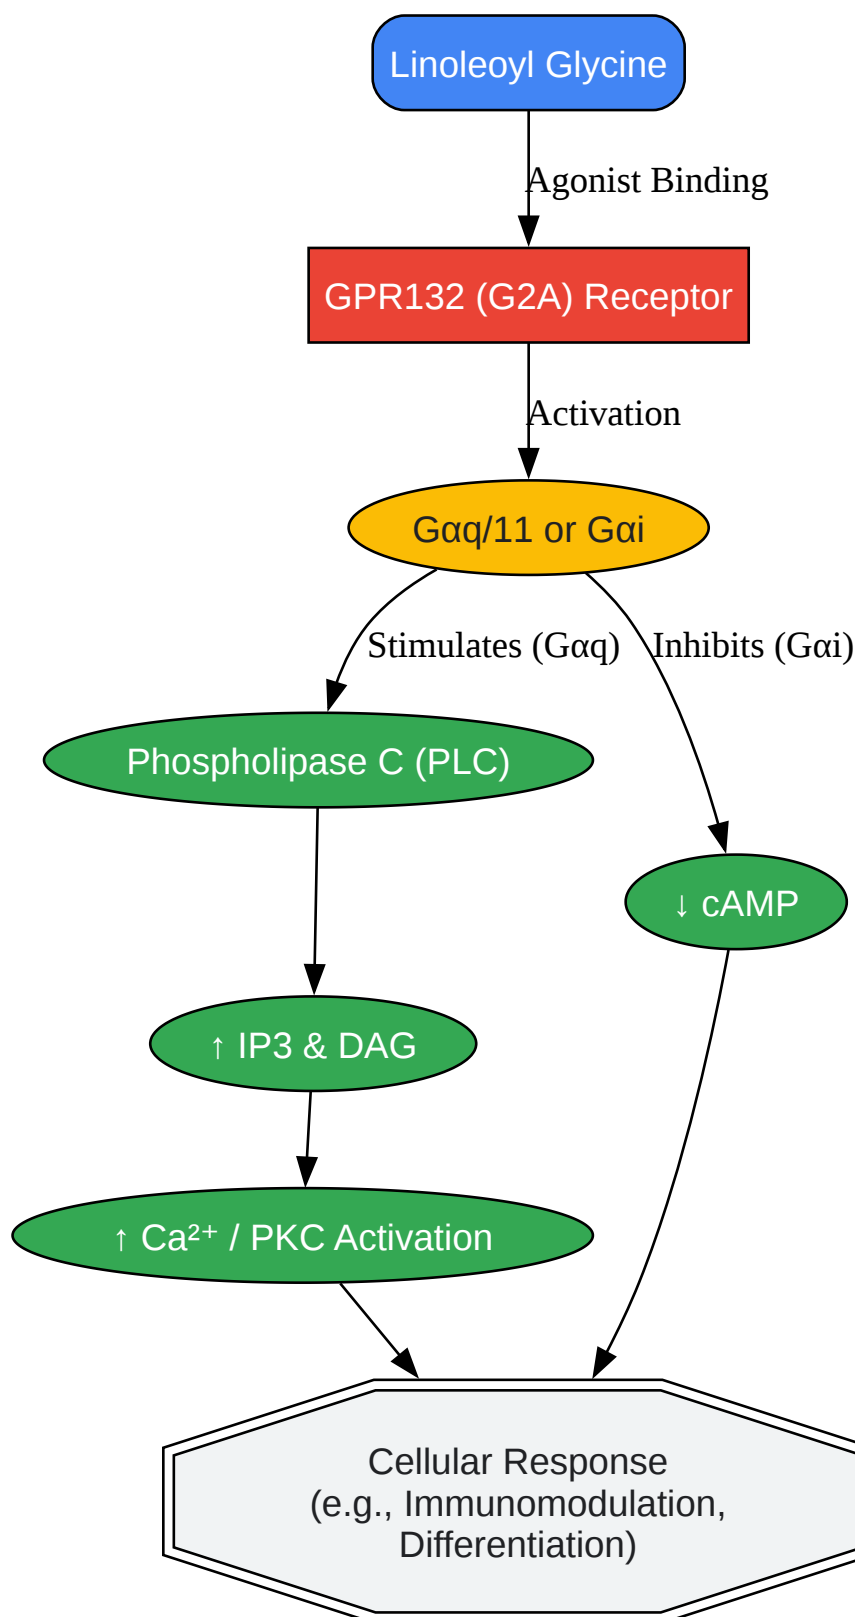 Linoleoyl Glycine
Agonist Binding
GPR132 (G2A) Receptor
Activation
Gαq/11 or Gαi
Stimulates (Gαq)
Inhibits (Gαi)
Phospholipase C (PLC)
↓ cAMP
↑ IP3 & DAG
↑ Ca²⁺ / PKC Activation
Cellular Response
(e.g., Immunomodulation,
Differentiation)